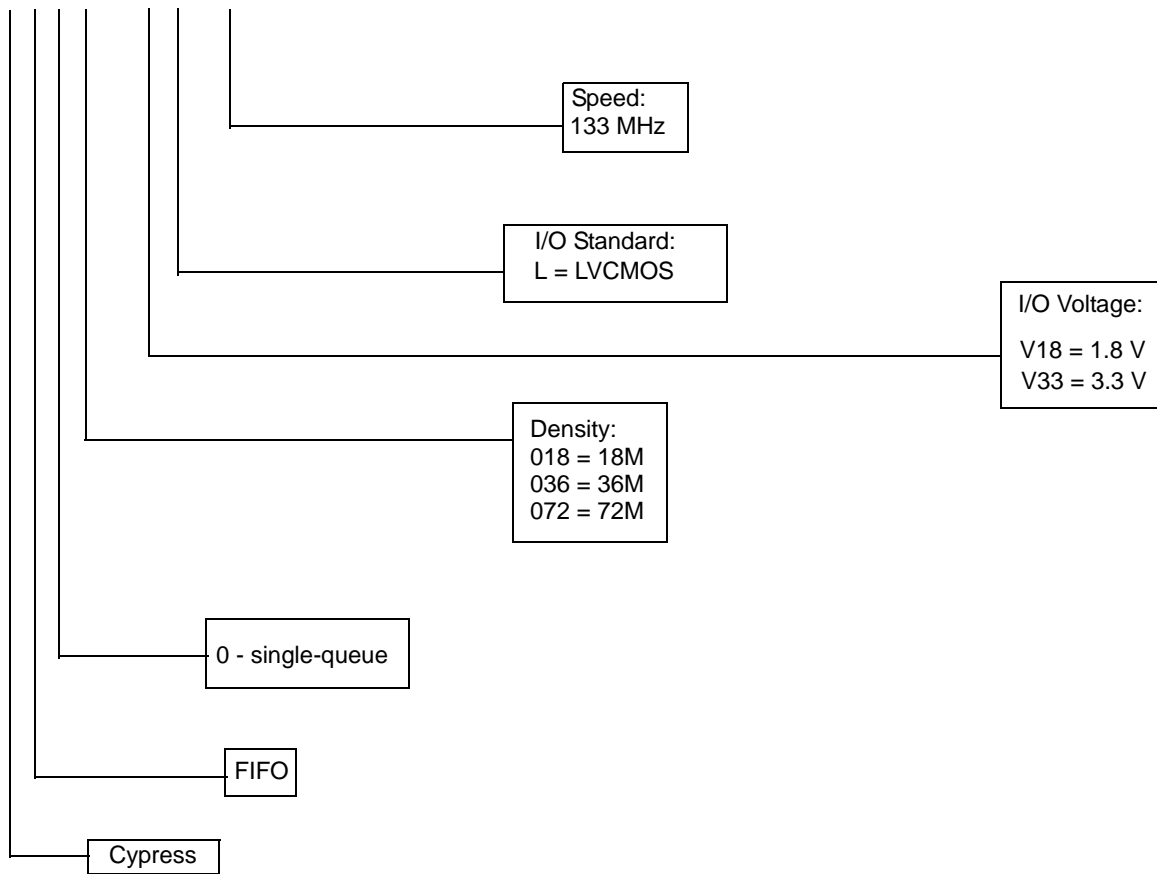 Speed:
133 MHz
I/O Standard:
L = LVCMOS
I/O Voltage:
V18 = 1.8 V
V33 = 3.3 V
Density:
018 = 18M
036 = 36M
072 = 72M
0 - single-queue
FIFO
Cypress